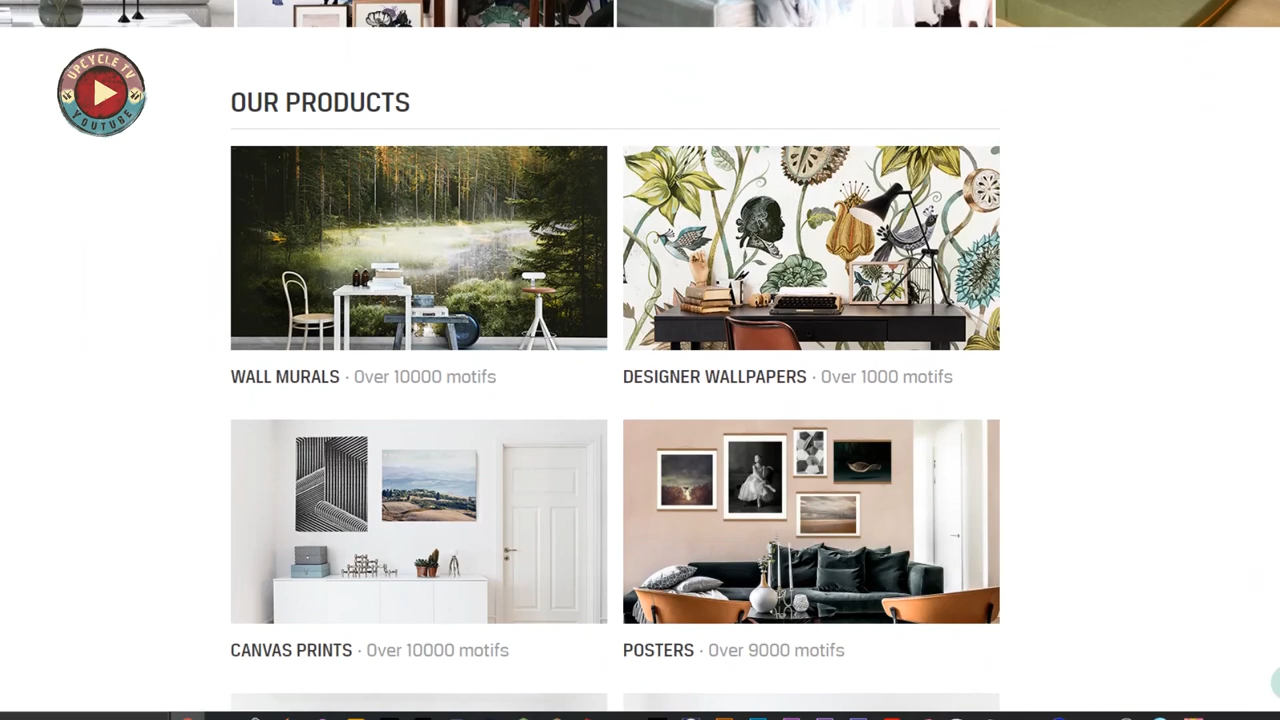 UPCYCLE TV
YOUTUBE
OUR PRODUCTS
WALL MURALS · Over 10000 motifs
DESIGNER WALLPAPERS · Over 1000 motifs
CANVAS PRINTS · Over 10000 motifs
POSTERS · Over 9000 motifs